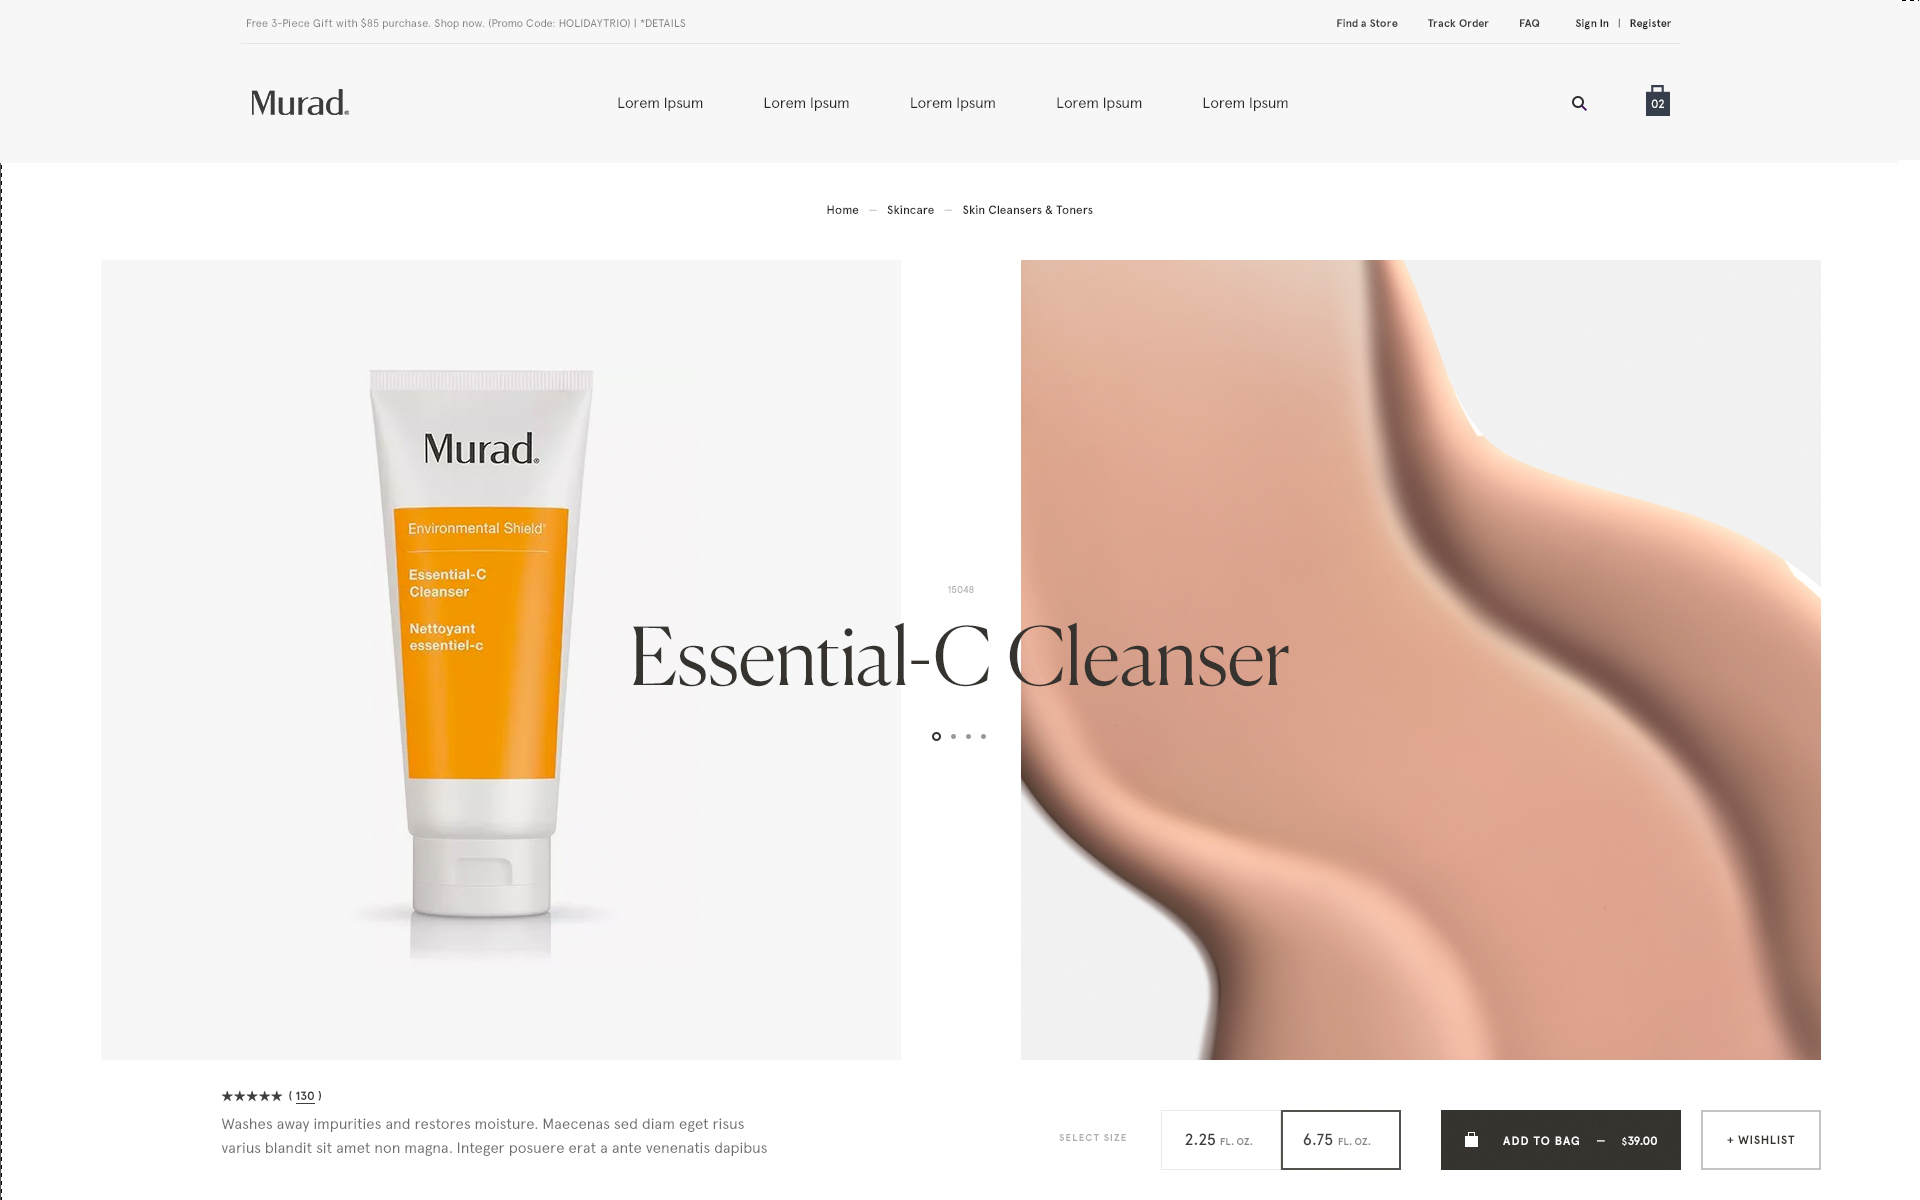 Free 3-Piece Gift with $85 purchase. Shop now. (Promo Code: HOLIDAYTRIO) | *DETAILS
Find a Store
Track Order
FAQ
Sign In | Register
Murad.
Lorem Ipsum
Lorem Ipsum
Lorem Ipsum
Lorem Ipsum
Lorem Ipsum
02
Home — Skincare — Skin Cleansers & Toners
Murad.
Environmental Shield®
Essential-C
Cleanser
Nettoyant
essentiel-c
15048
Essential-C Cleanser
★★★★★ ( 130 )
Washes away impurities and restores moisture. Maecenas sed diam eget risus
varius blandit sit amet non magna. Integer posuere erat a ante venenatis dapibus
SELECT SIZE
2.25 FL. OZ.
6.75 FL. OZ.
ADD TO BAG — $39.00
+ WISHLIST